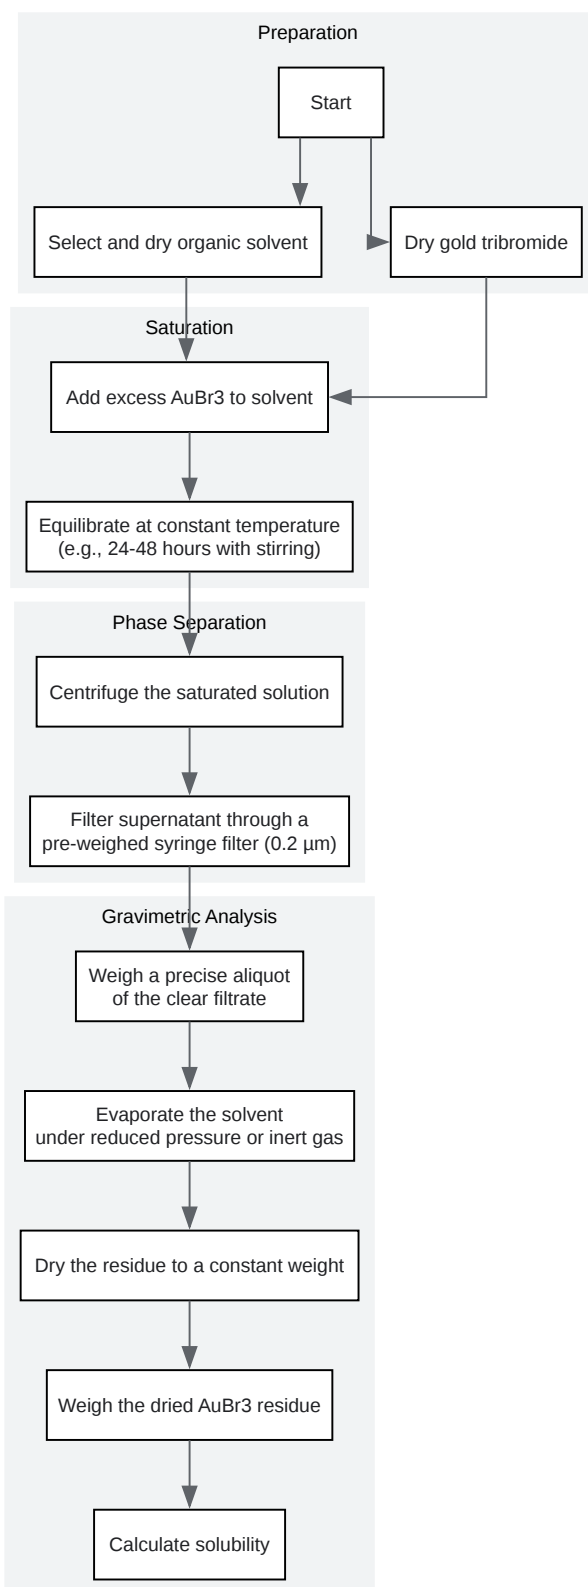 Preparation
Start
Select and dry organic solvent
Dry gold tribromide
Saturation
Add excess AuBr3 to solvent
Equilibrate at constant temperature
(e.g., 24-48 hours with stirring)
Phase Separation
Centrifuge the saturated solution
Filter supernatant through a
pre-weighed syringe filter (0.2 µm)
Gravimetric Analysis
Weigh a precise aliquot
of the clear filtrate
Evaporate the solvent
under reduced pressure or inert gas
Dry the residue to a constant weight
Weigh the dried AuBr3 residue
Calculate solubility